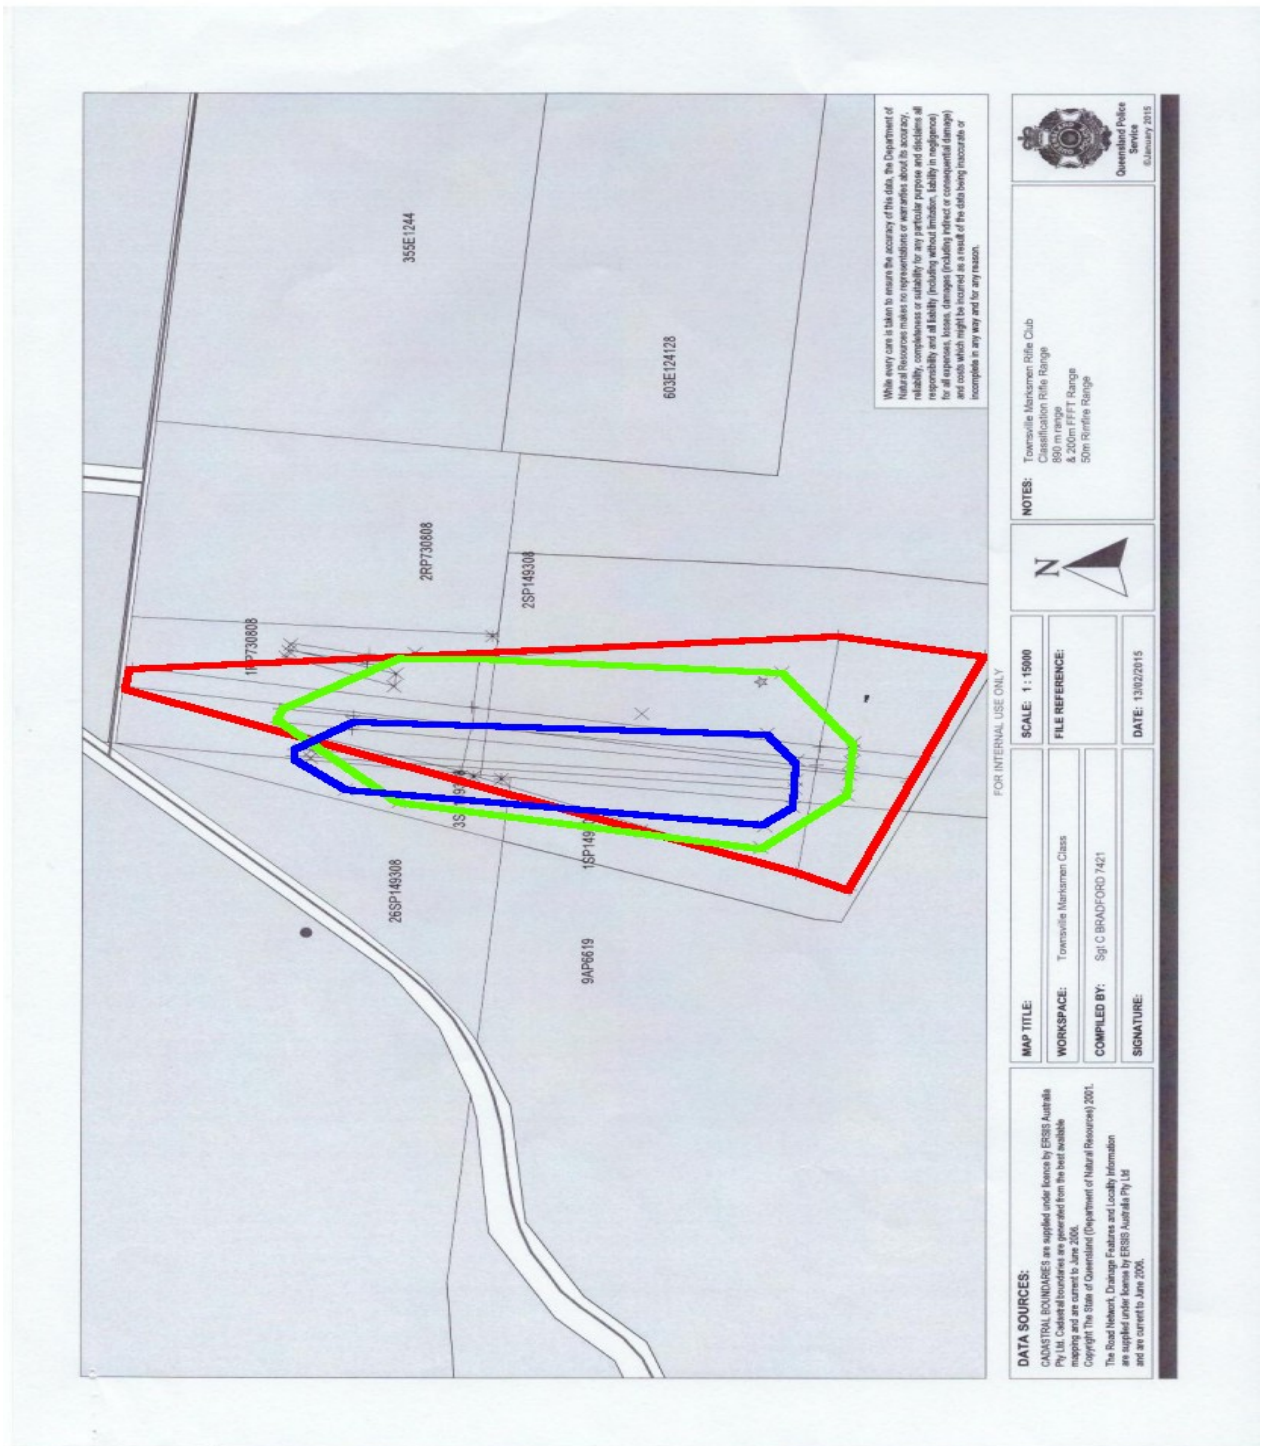 355E1244
603E124128
2RP730808
2SP149308
26SP149308
9AP6619
While every care is taken to ensure the accuracy of this data, the Department of
Natural Resources makes no representations or warranties about its accuracy,
reliability, completeness or suitability for any particular purpose and disclaims all
responsibility and all liability (including without limitation, liability in negligence)
for all expenses, losses, damages (including indirect or consequential damage)
and costs which might be incurred as a result of the data being inaccurate or
incomplete in any way and for any reason.
FOR INTERNAL USE ONLY
DATA SOURCES:
CADASTRAL BOUNDARIES are supplied under licence by ERSIS Australia
Pty Ltd. Cadastral boundaries are generated from the best available
mapping and are current to June 2006.
Copyright The State of Queensland (Department of Natural Resources) 2001.
The Road Network, Drainage Features and Locality Information
are supplied under license by ERSIS Australia Pty Ltd
and are current to June 2006.
MAP TITLE:
WORKSPACE: Townsville Marksmen Class
COMPILED BY: Sgt C BRADFORD 7421
SIGNATURE:
SCALE: 1 : 15000
FILE REFERENCE:
DATE: 13/02/2015
N
NOTES: Townsville Marksmen Rifle Club
Classification Rifle Range
890 m range
& 200m FFFT Range
50m Rimfire Range
Queensland Police
Service
©January 2015